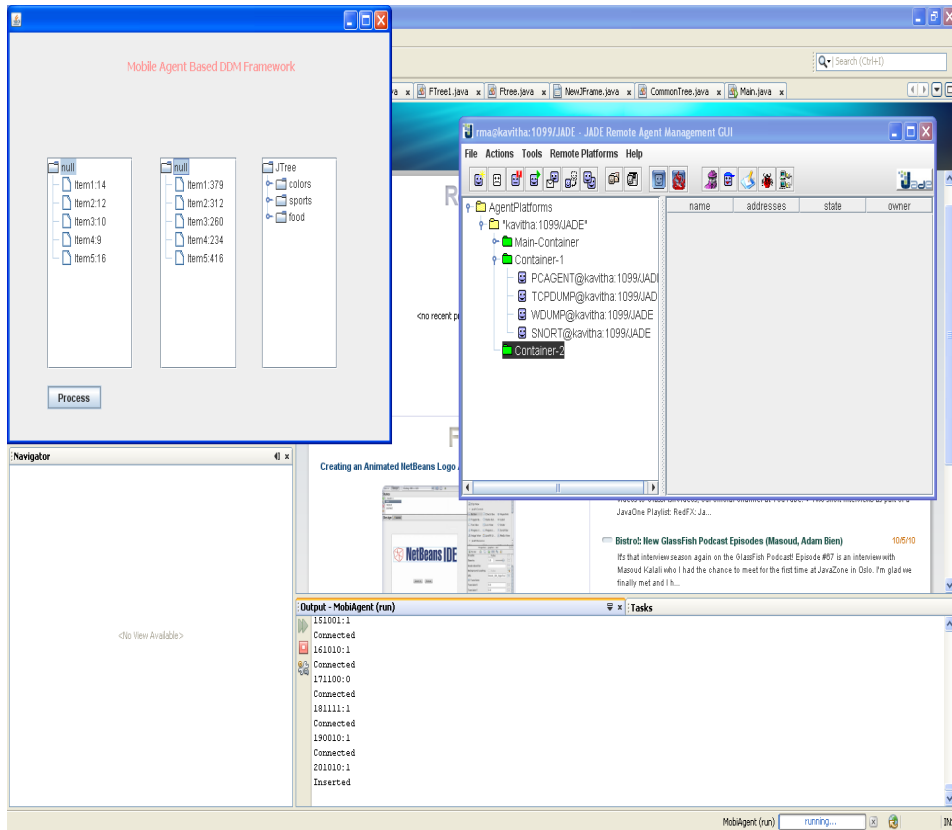 Mobile Agent Based DDM Framework
null
Item1:14
Item2:12
Item3:10
Item4:9
Item5:16
null
Item1:379
Item2:312
Item3:260
Item4:234
Item5:416
JTree
colors
sports
food
Process
Search (Ctrl+I)
FTree1.java x Ftree.java x NewJFrame.java x CommonTree.java x Main.java x
rma@kavitha:1099/JADE - JADE Remote Agent Management GUI
File Actions Tools Remote Platforms Help
Jade
AgentPlatforms
"kavitha:1099/JADE"
Main-Container
Container-1
PCAGENT@kavitha:1099/JADE
TCPDUMP@kavitha:1099/JAD
WDUMP@kavitha:1099/JADE
SNORT@kavitha:1099/JADE
Container-2
name addresses state owner
<no recent p
Navigator
<No View Available>
Creating an Animated NetBeans Logo
NetBeans IDE
JavaOne Playlist: RedFX: Ja...
Bistro!: New GlassFish Podcast Episodes (Masoud, Adam Bien) 10/5/10
It's that interview season again on the GlassFish Podcast! Episode #67 is an interview with
Masoud Kalali who I had the chance to meet for the first time at JavaZone in Oslo. I'm glad we
finally met and I h...
Output - MobiAgent (run)
Tasks
151001:1
Connected
161010:1
Connected
171100:0
Connected
181111:1
Connected
190010:1
Connected
201010:1
Inserted
MobiAgent (run) running...